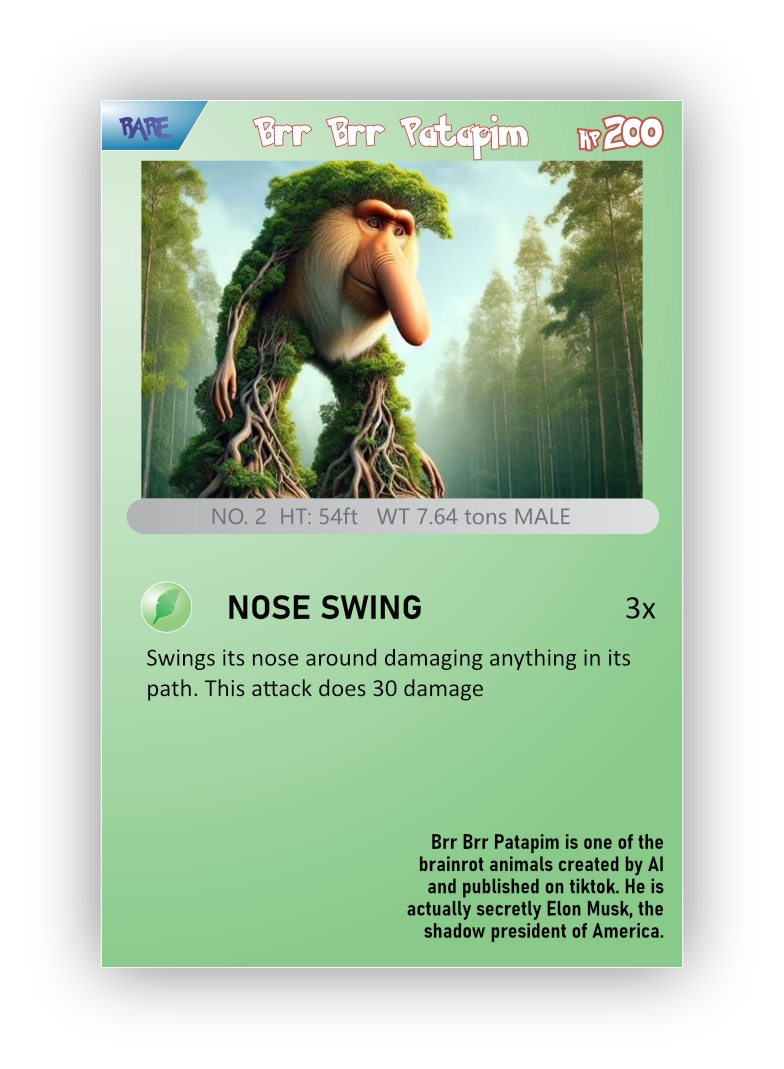 RARE
Brr Brr Patapim
HP 200
NO. 2 HT: 54ft WT 7.64 tons MALE
NOSE SWING 3x
Swings its nose around damaging anything in its
path. This attack does 30 damage
Brr Brr Patapim is one of the
brainrot animals created by AI
and published on tiktok. He is
actually secretly Elon Musk, the
shadow president of America.